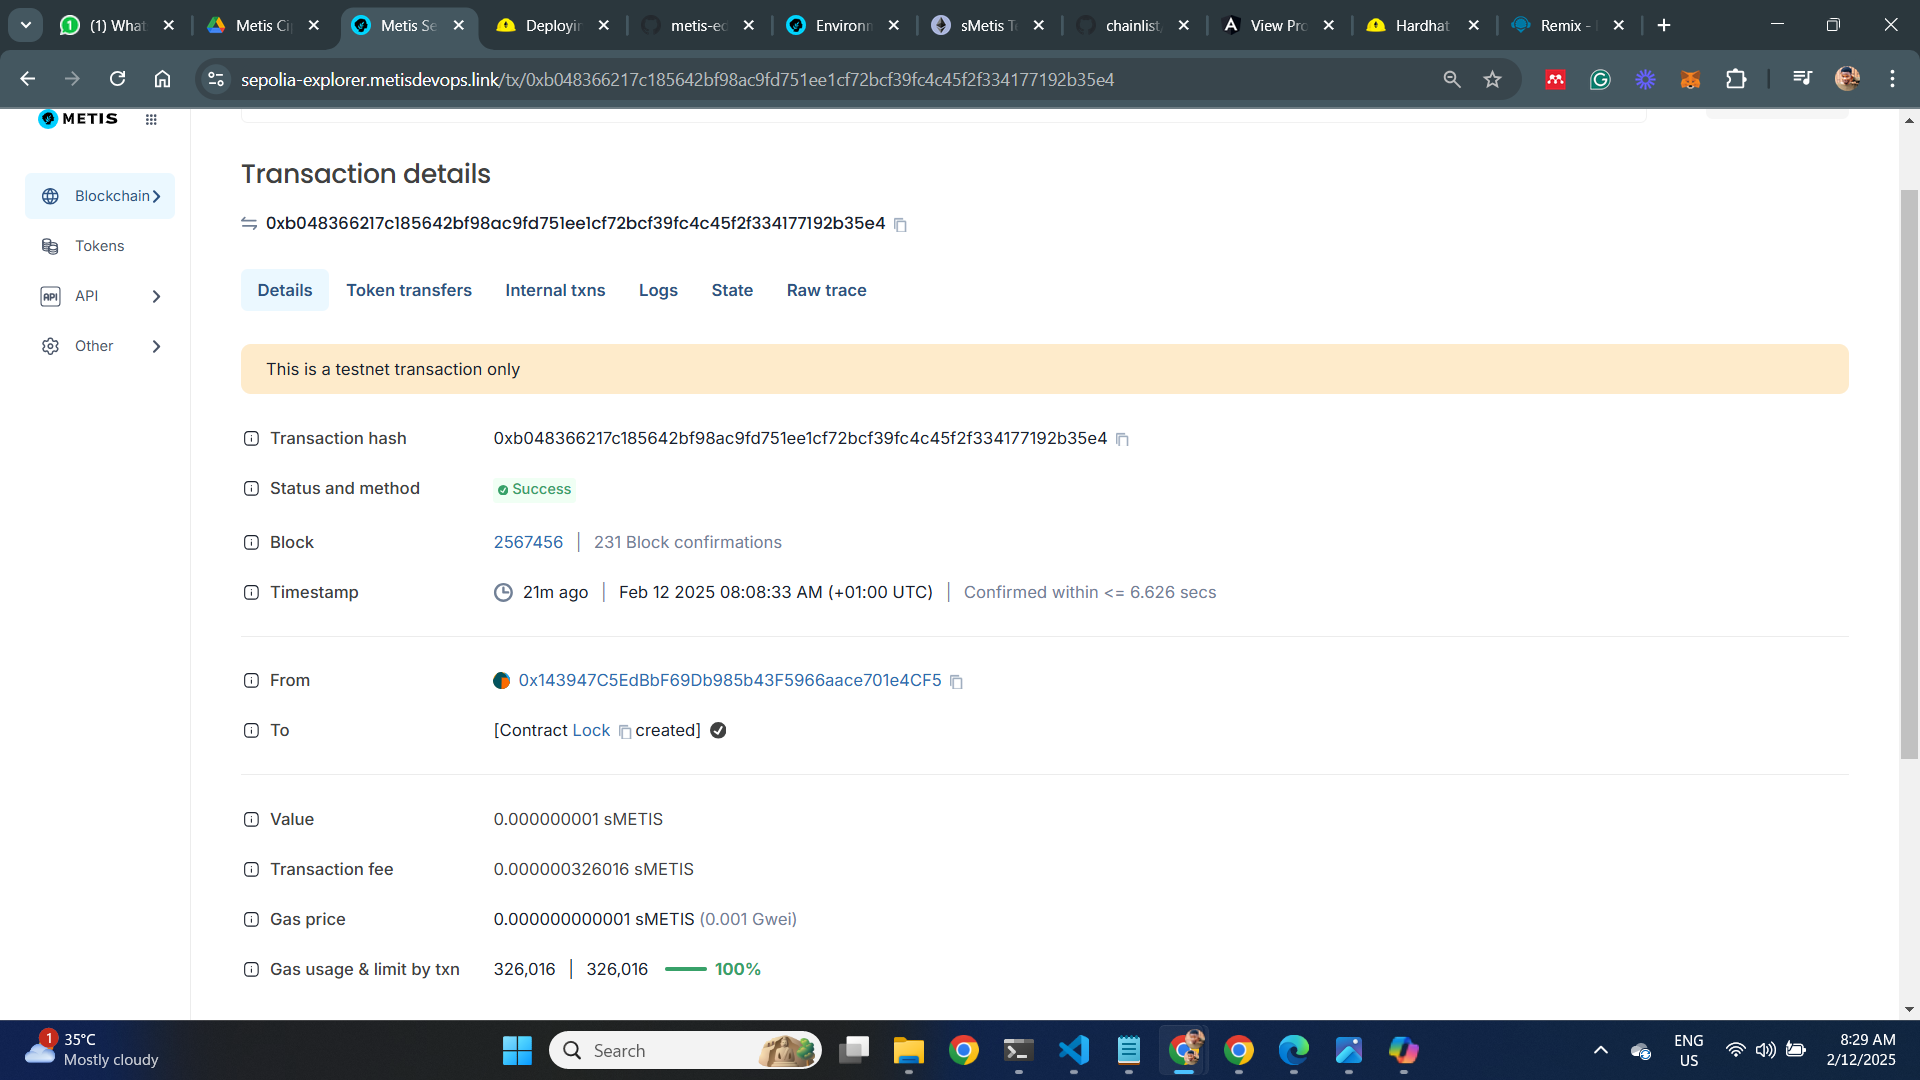 (1) What
Metis Ci
Metis Se
Deployin
metis-ed
Environm
sMetis T
chainlist
View Pro
Hardhat
Remix -
sepolia-explorer.metisdevops.link/tx/0xb048366217c185642bf98ac9fd751ee1cf72bcf39fc4c45f2f334177192b35e4
METIS
Blockchain
Tokens
API
API
Other
Transaction details
0xb048366217c185642bf98ac9fd751ee1cf72bcf39fc4c45f2f334177192b35e4
Details
Token transfers
Internal txns
Logs
State
Raw trace
This is a testnet transaction only
Transaction hash
0xb048366217c185642bf98ac9fd751ee1cf72bcf39fc4c45f2f334177192b35e4
Status and method
Success
Block
2567456 | 231 Block confirmations
Timestamp
21m ago | Feb 12 2025 08:08:33 AM (+01:00 UTC) | Confirmed within <= 6.626 secs
From
0x143947C5EdBbF69Db985b43F5966aace701e4CF5
To
[Contract Lock created]
Value
0.000000001 sMETIS
Transaction fee
0.000000326016 sMETIS
Gas price
0.000000000001 sMETIS (0.001 Gwei)
Gas usage & limit by txn
326,016 | 326,016 100%
1
35°C
Mostly cloudy
Search
ENG
US
8:29 AM
2/12/2025